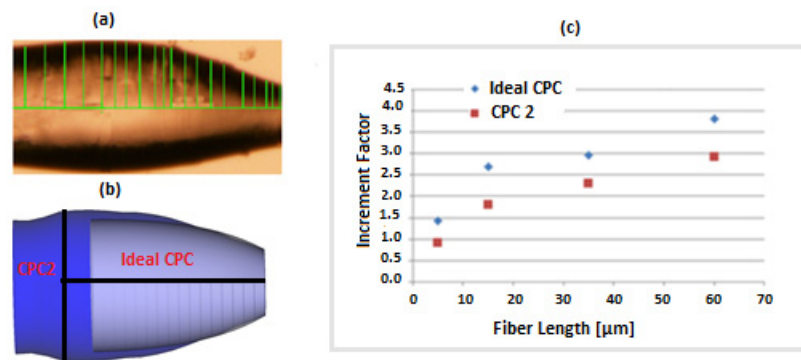 (a)
(b)
CPC2
Ideal CPC
(c)
Ideal CPC
CPC 2
Increment Factor
4.5
4.0
3.5
3.0
2.5
2.0
1.5
1.0
0.5
0.0
0 10 20 30 40 50 60 70
Fiber Length [µm]